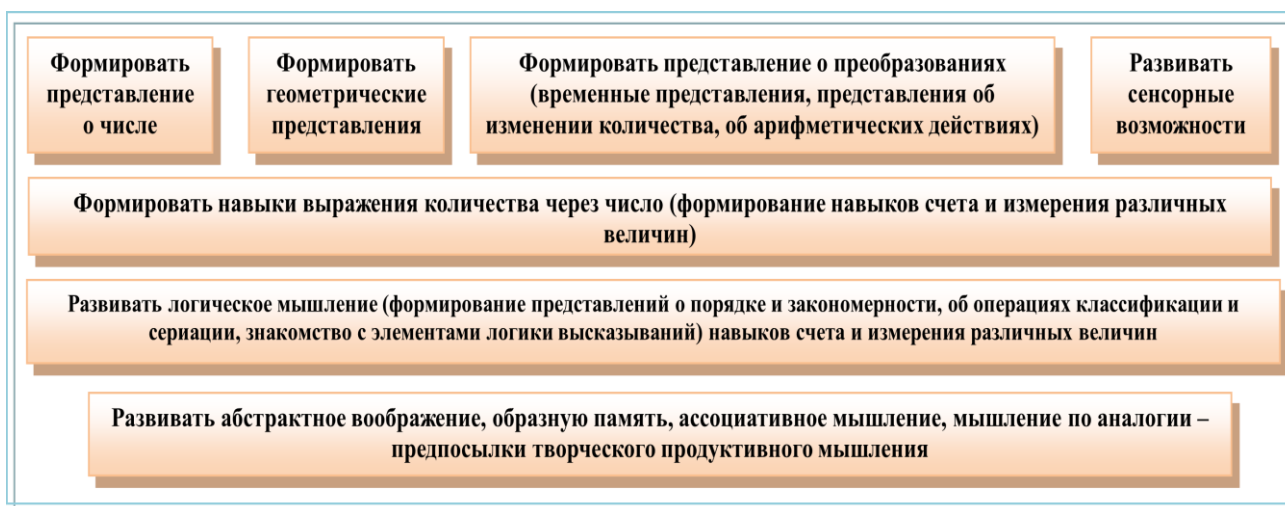 Формировать
представление
о числе
Формировать
геометрические
представления
Формировать представление о преобразованиях
(временные представления, представления об
изменении количества, об арифметических действиях)
Развивать
сенсорные
возможности
Формировать навыки выражения количества через число (формирование навыков счета и измерения различных
величин)
Развивать логическое мышление (формирование представлений о порядке и закономерности, об операциях классификации и
сериации, знакомство с элементами логики высказываний) навыков счета и измерения различных величин
Развивать абстрактное воображение, образную память, ассоциативное мышление, мышление по аналогии –
предпосылки творческого продуктивного мышления